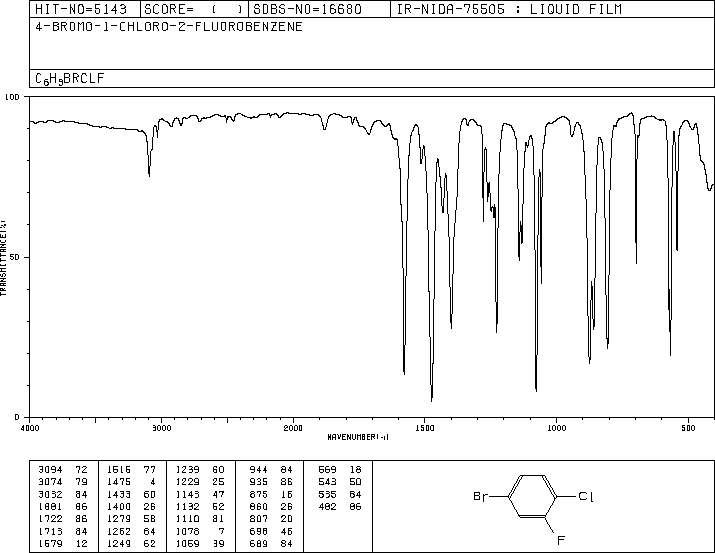 HIT-NO=5143 SCORE= ( ) SDBS-NO=16680 IR-NIDA-75505 : LIQUID FILM
4-BROMO-1-CHLORO-2-FLUOROBENZENE
C6H3BRCLF
100
50
0
TRANSMITTANCE(%)
4000 3000 2000 1500 1000 500
WAVENUMBER(-1)
3094 72 1516 77 1239 60 944 84 569 18
3074 79 1475 4 1229 25 935 86 543 50
3032 84 1433 60 1143 47 875 16 535 84
1881 86 1400 26 1132 52 860 26 482 86
1722 86 1279 58 1110 81 807 20
1713 84 1262 64 1078 7 698 46
1579 12 1249 62 1059 39 689 84
Br Cl
F